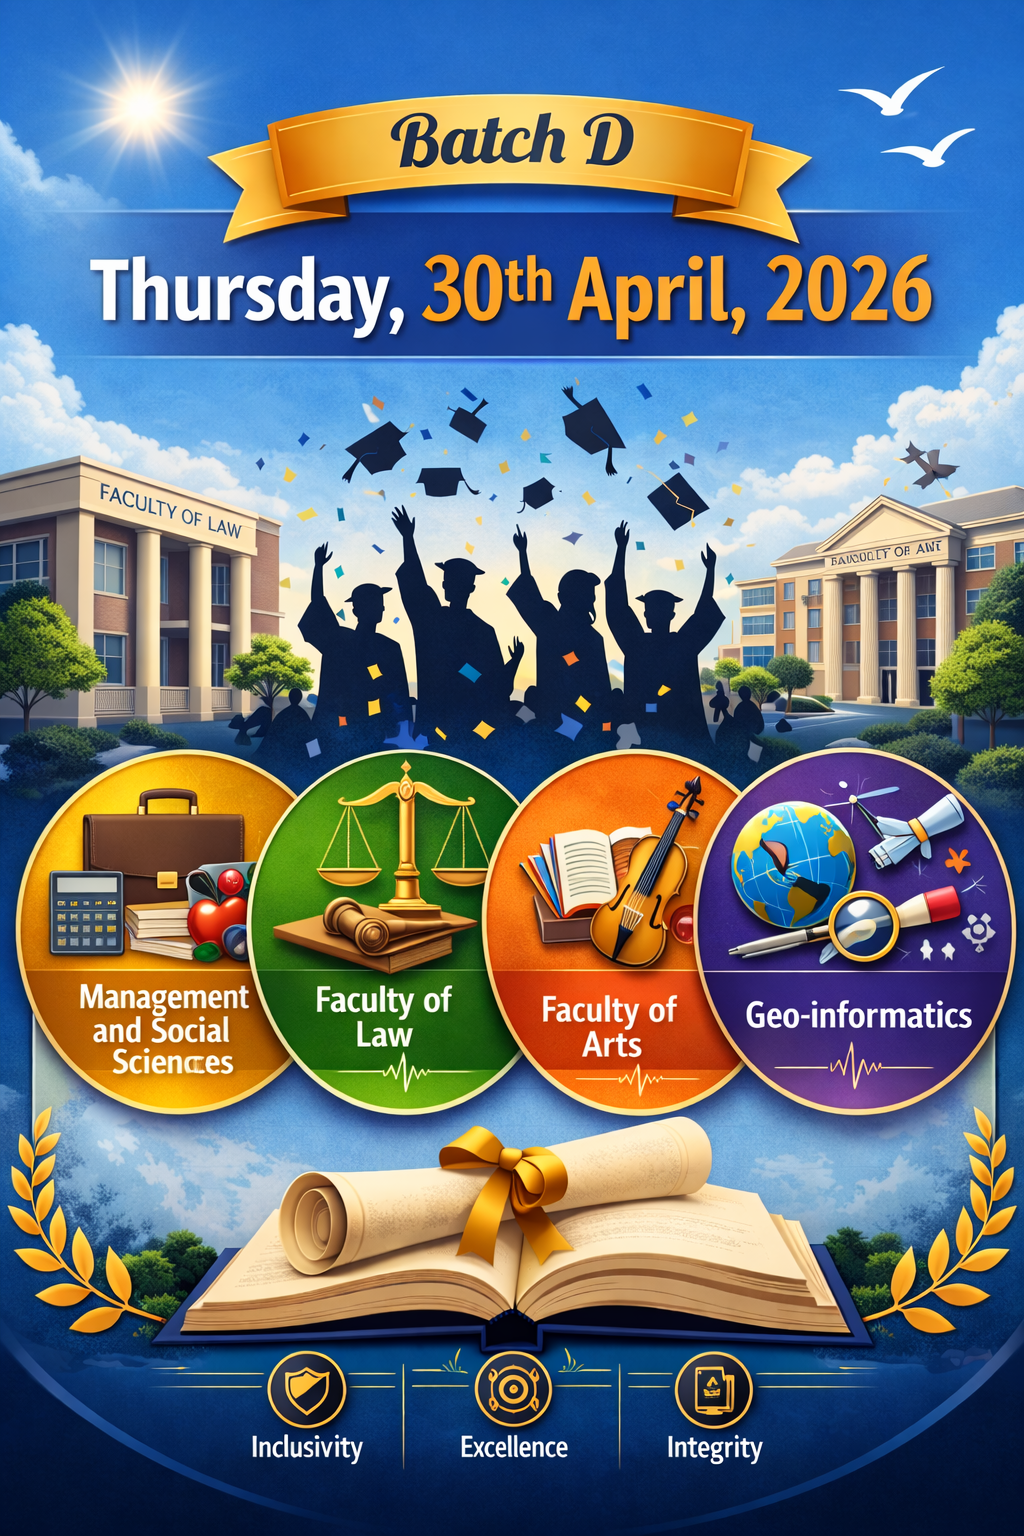 Batch D
Thursday, 30th April, 2026
FACULTY OF LAW
Management
and Social
Sciences
Faculty of
Law
Faculty of
Arts
Geo-informatics
Inclusivity
Excellence
Integrity